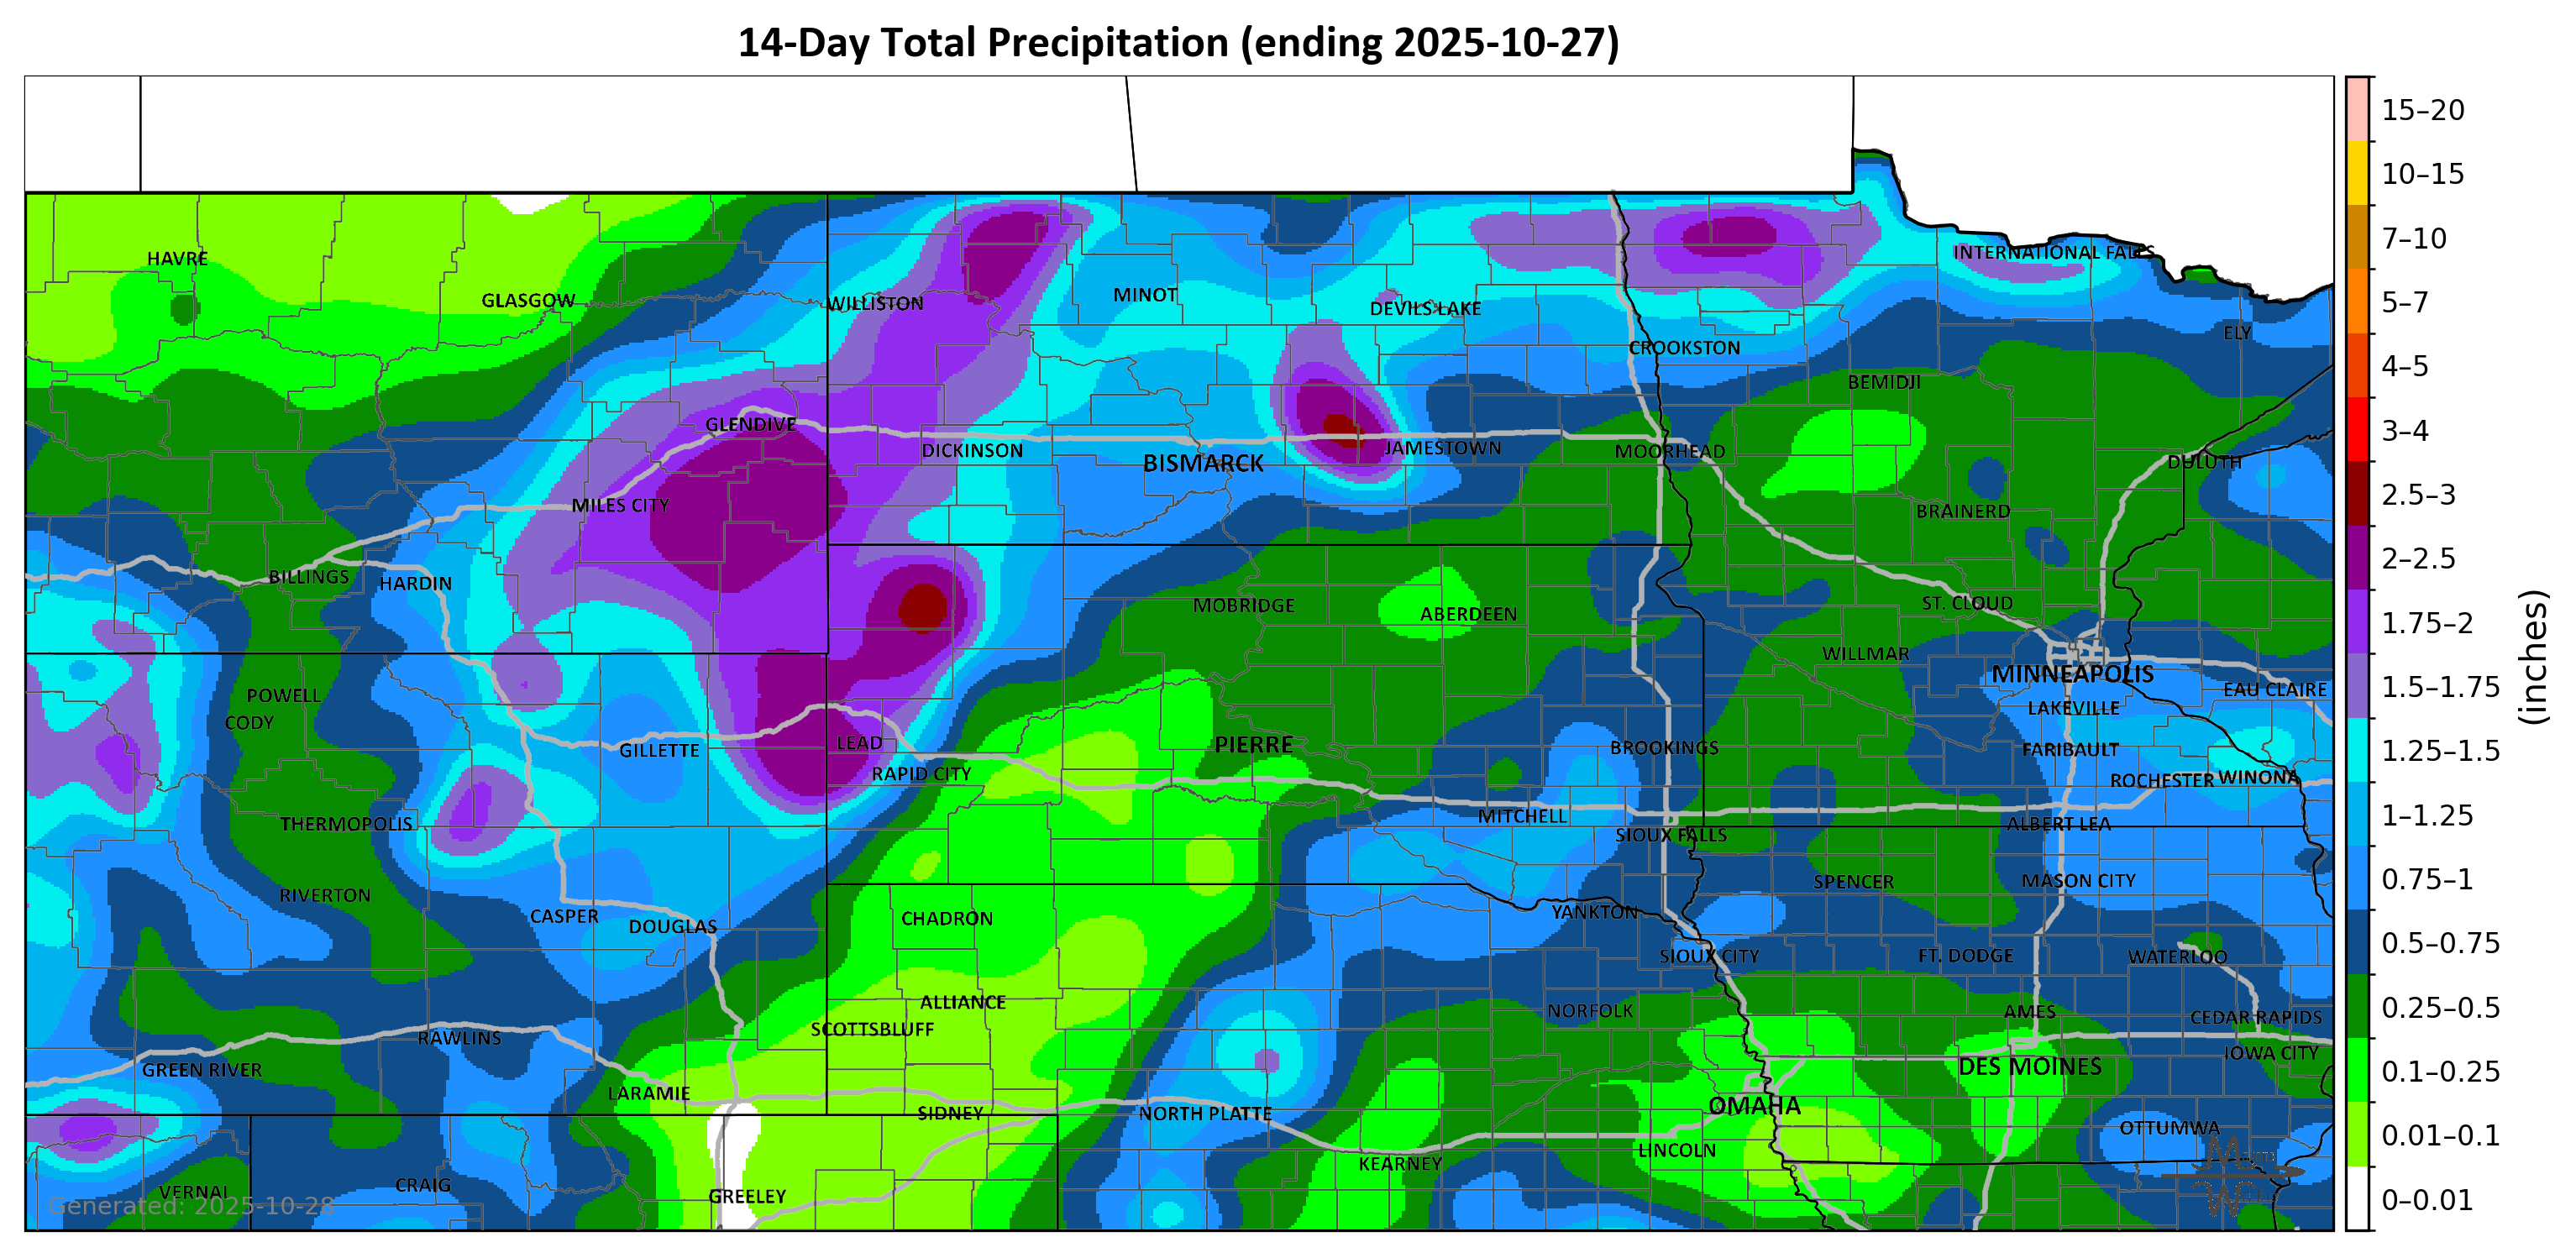 14-Day Total Precipitation (ending 2025-10-27)
15–20
10–15
7–10
5–7
4–5
3–4
2.5–3
2–2.5
1.75–2
1.5–1.75
1.25–1.5
1–1.25
0.75–1
0.5–0.75
0.25–0.5
0.1–0.25
0.01–0.1
0–0.01
(inches)
HAVRE
INTERNATIONAL FALLS
GLASGOW
WILLISTON
MINOT
DEVILS LAKE
ELY
CROOKSTON
BEMIDJI
GLENDIVE
DICKINSON
BISMARCK
JAMESTOWN
MOORHEAD
DULUTH
MILES CITY
BRAINERD
BILLINGS
HARDIN
MOBRIDGE
ABERDEEN
ST. CLOUD
WILLMAR
MINNEAPOLIS
POWELL
EAU CLAIRE
CODY
LAKEVILLE
GILLETTE
LEAD
PIERRE
BROOKINGS
FARIBAULT
RAPID CITY
ROCHESTER
WINONA
THERMOPOLIS
MITCHELL
SIOUX FALLS
ALBERT LEA
RIVERTON
SPENCER
MASON CITY
CASPER
DOUGLAS
CHADRON
YANKTON
SIOUX CITY
FT. DODGE
WATERLOO
ALLIANCE
NORFOLK
AMES
CEDAR RAPIDS
SCOTTSBLUFF
RAWLINS
GREEN RIVER
DES MOINES
IOWA CITY
LARAMIE
SIDNEY
NORTH PLATTE
OMAHA
OTTUMWA
LINCOLN
KEARNEY
VERNAL
CRAIG
GREELEY
Generated: 2025-10-28